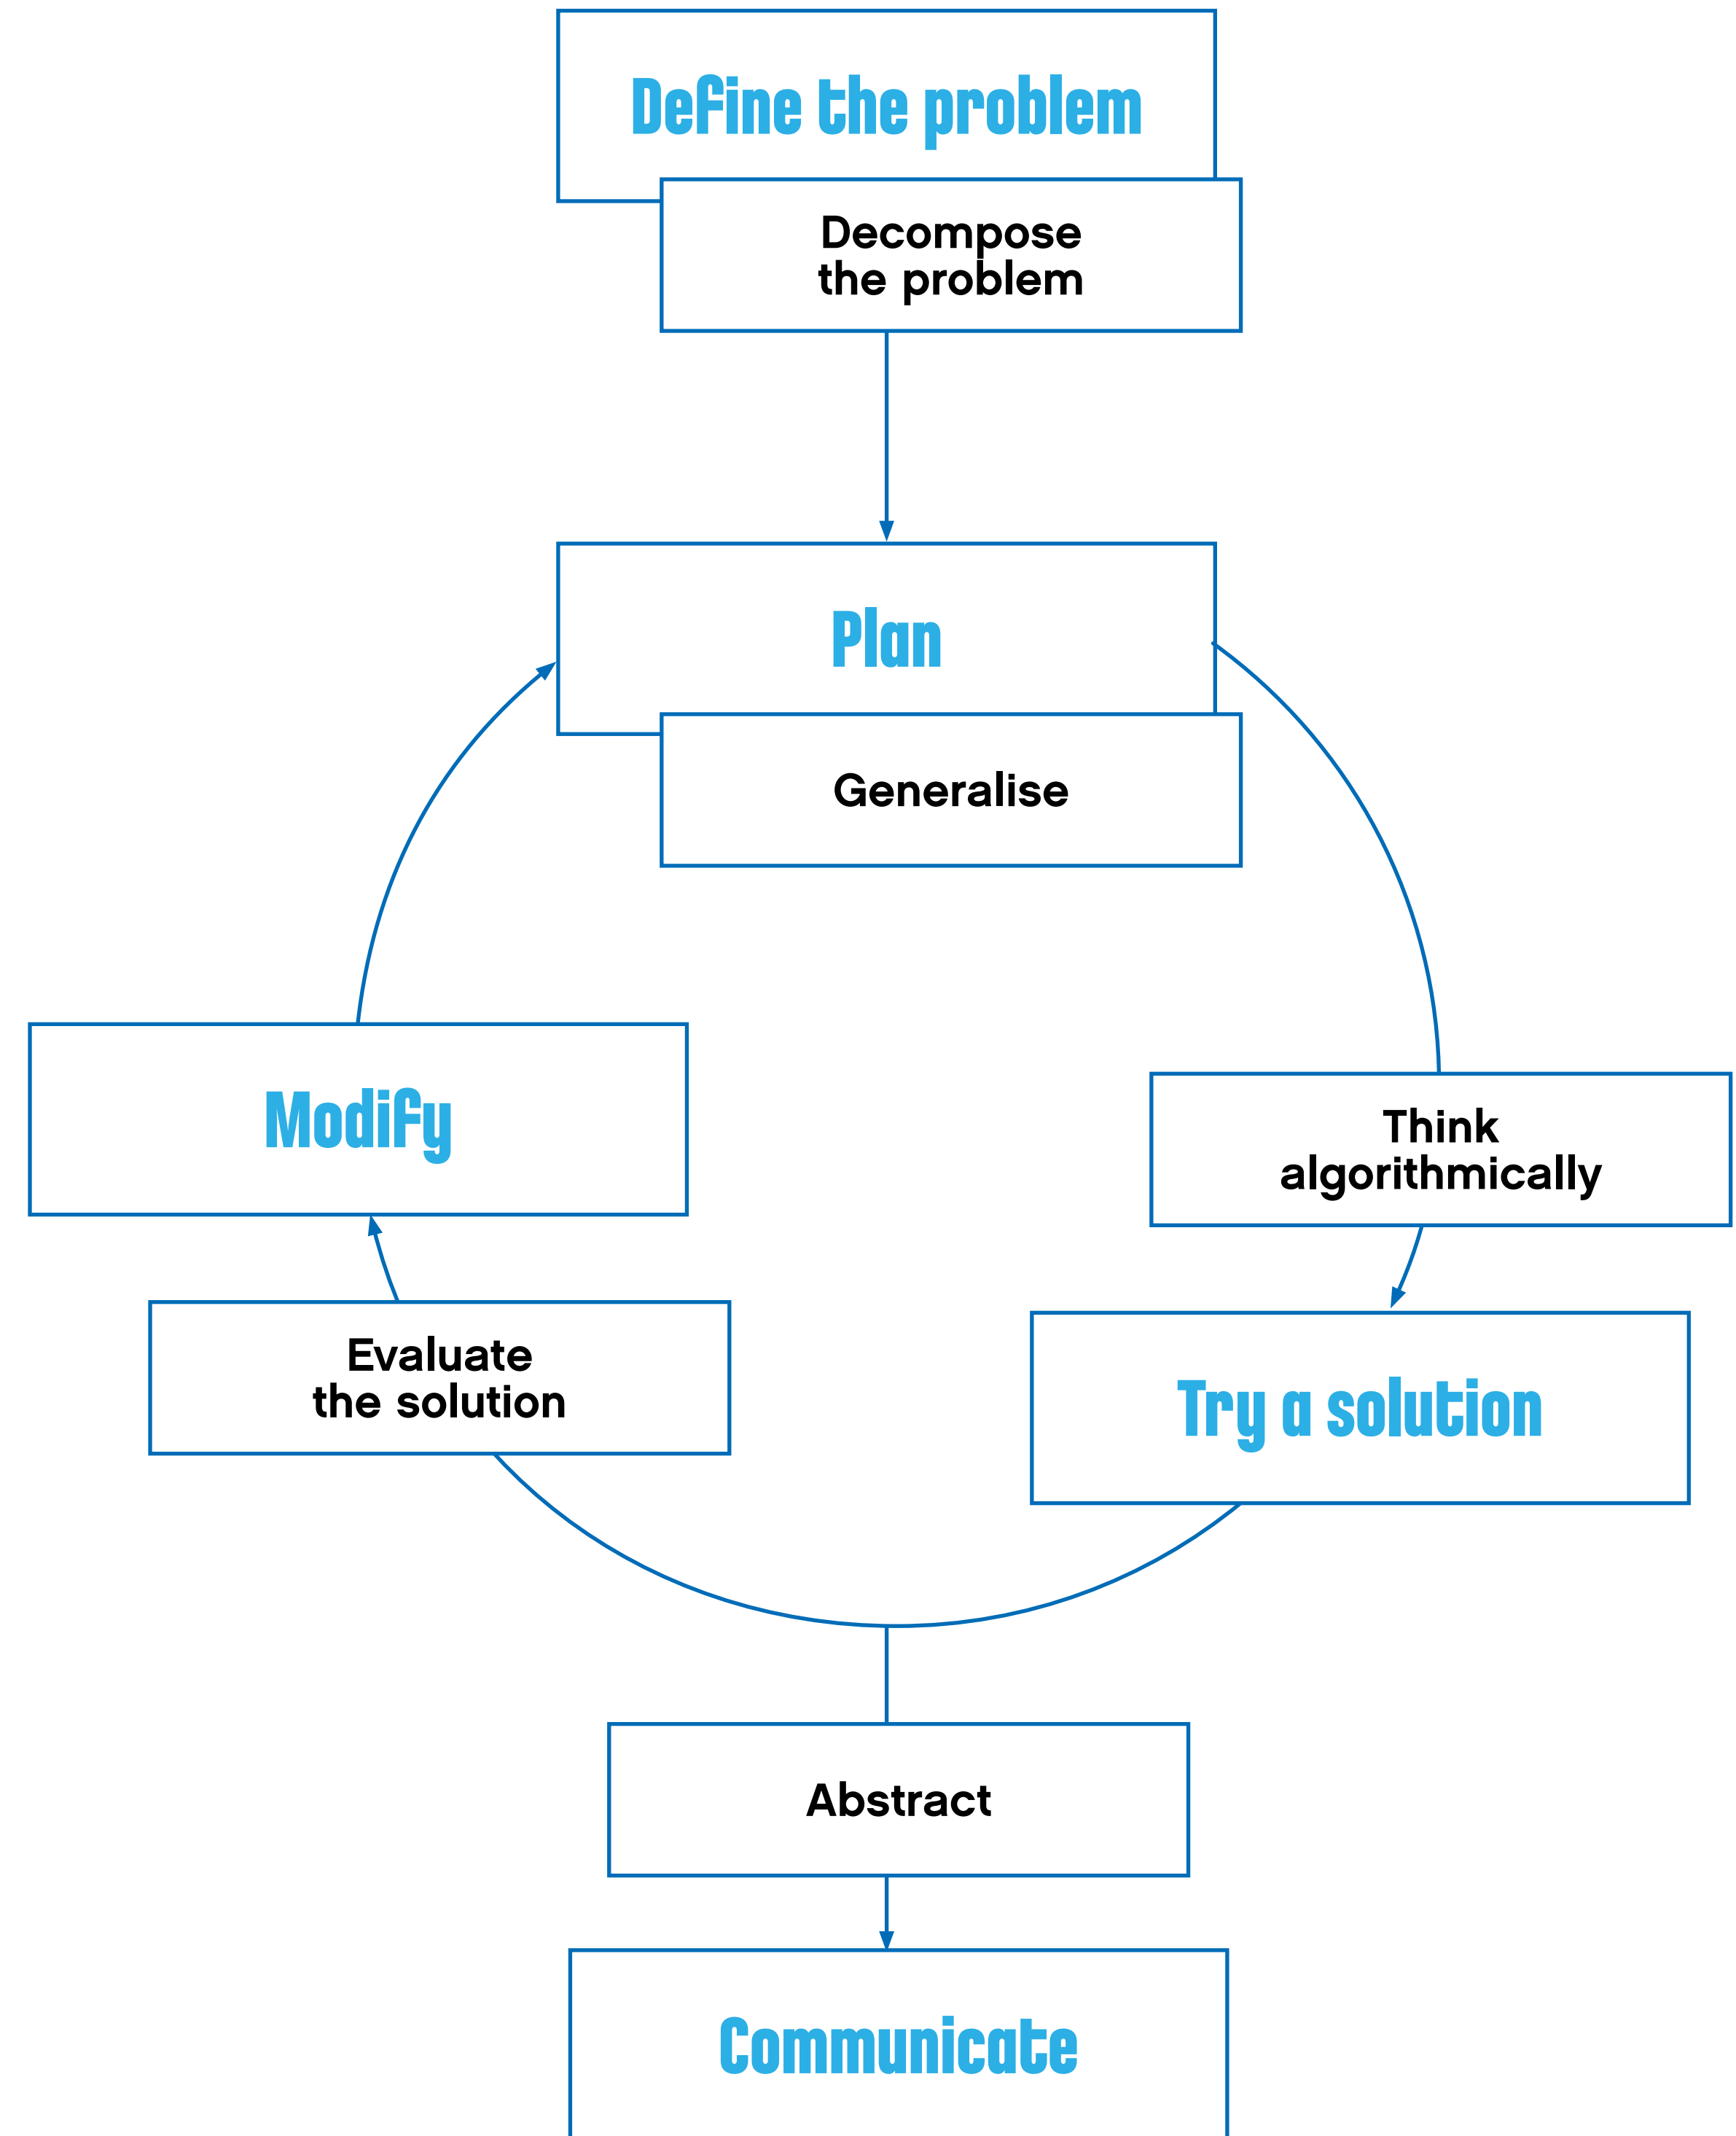 Define the problem
Decompose
the problem
Plan
Generalise
Modify
Think
algorithmically
Evaluate
the solution
Try a solution
Abstract
Communicate